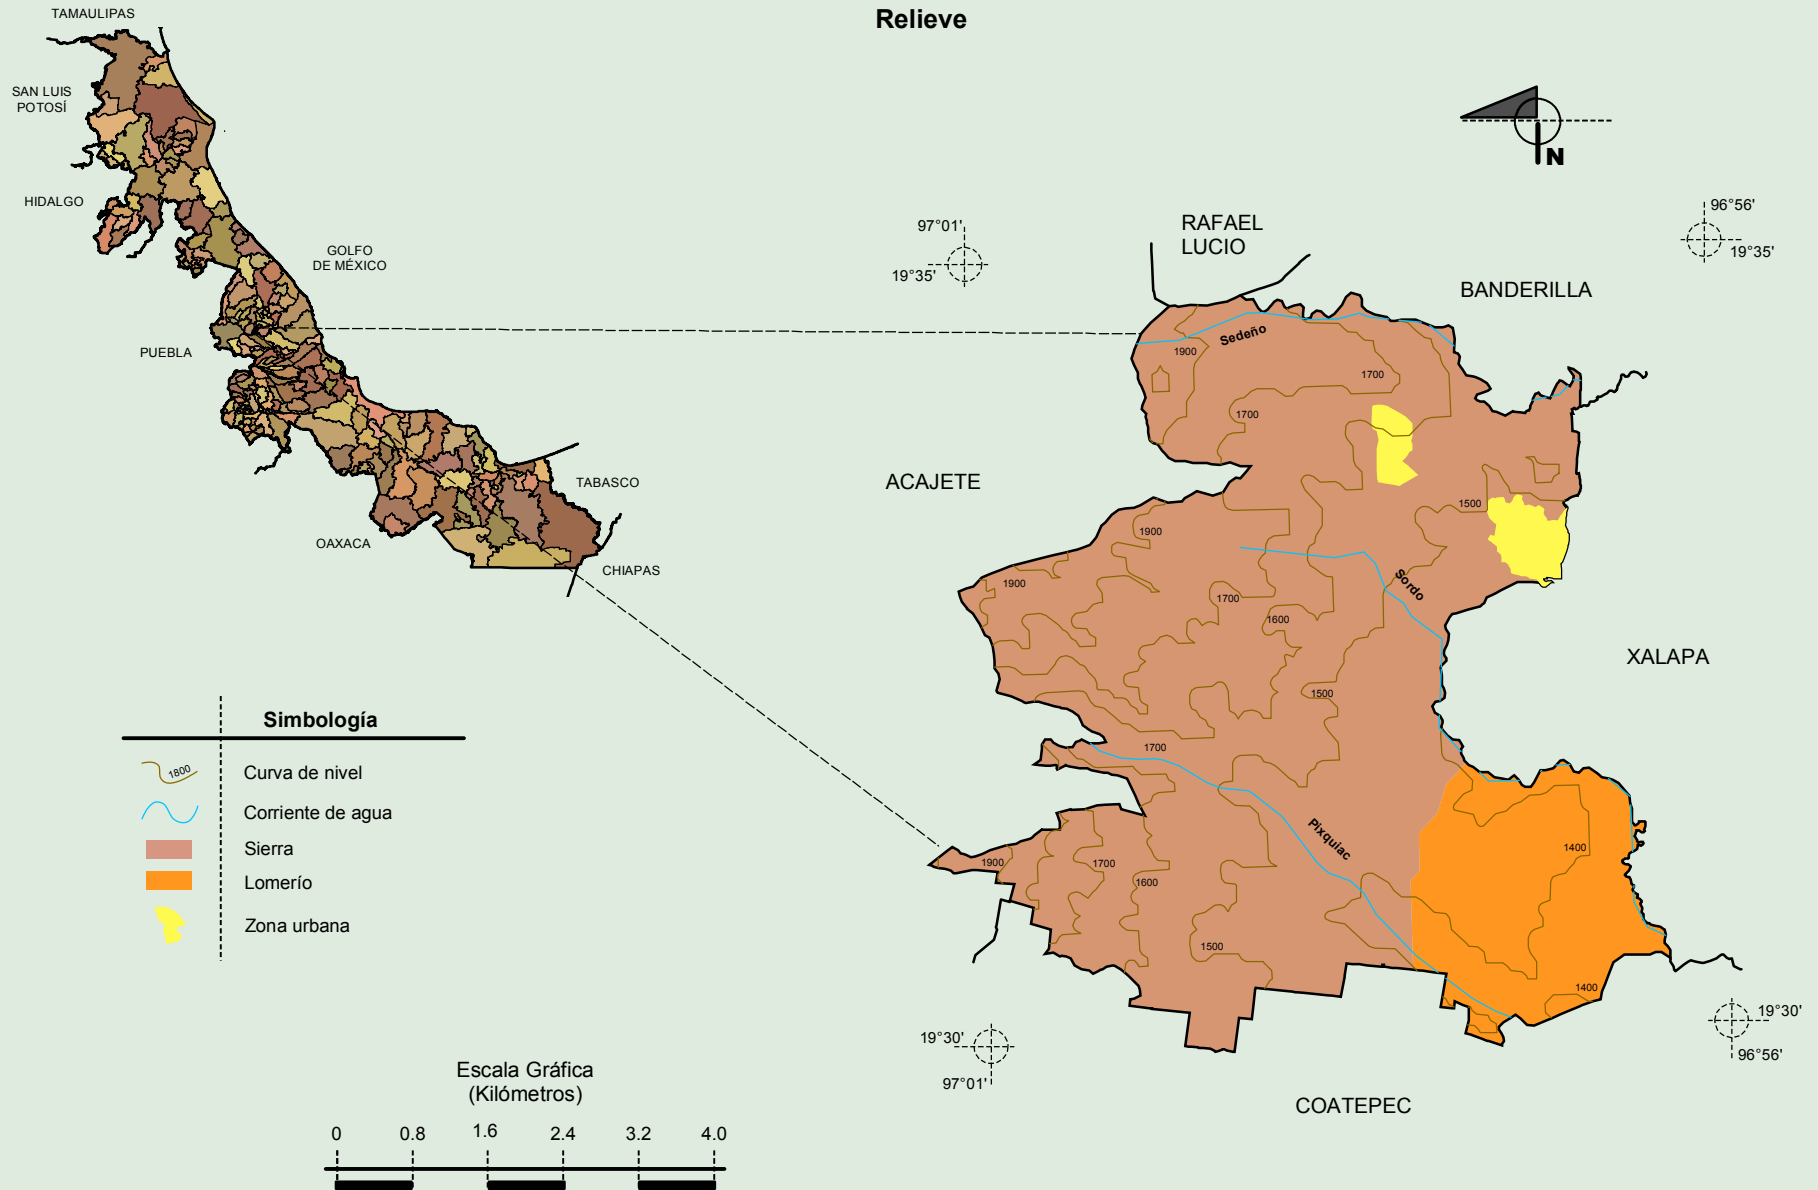 Relieve
TAMAULIPAS
SAN LUIS
POTOSÍ
HIDALGO
GOLFO
DE MÉXICO
PUEBLA
TABASCO
OAXACA
CHIAPAS
N
97°01'
19°35'
96°56'
19°35'
RAFAEL
LUCIO
BANDERILLA
ACAJETE
XALAPA
COATEPEC
Sedeño
1900
1700
1700
1500
1900
1900
Sordo
1700
1600
1500
1700
Pixquiac
1900
1700
1600
1500
1400
1400
19°30'
97°01'
19°30'
96°56'
Simbología
1800
Curva de nivel
Corriente de agua
Sierra
Lomerío
Zona urbana
Escala Gráfica
(Kilómetros)
0 0.8 1.6 2.4 3.2 4.0